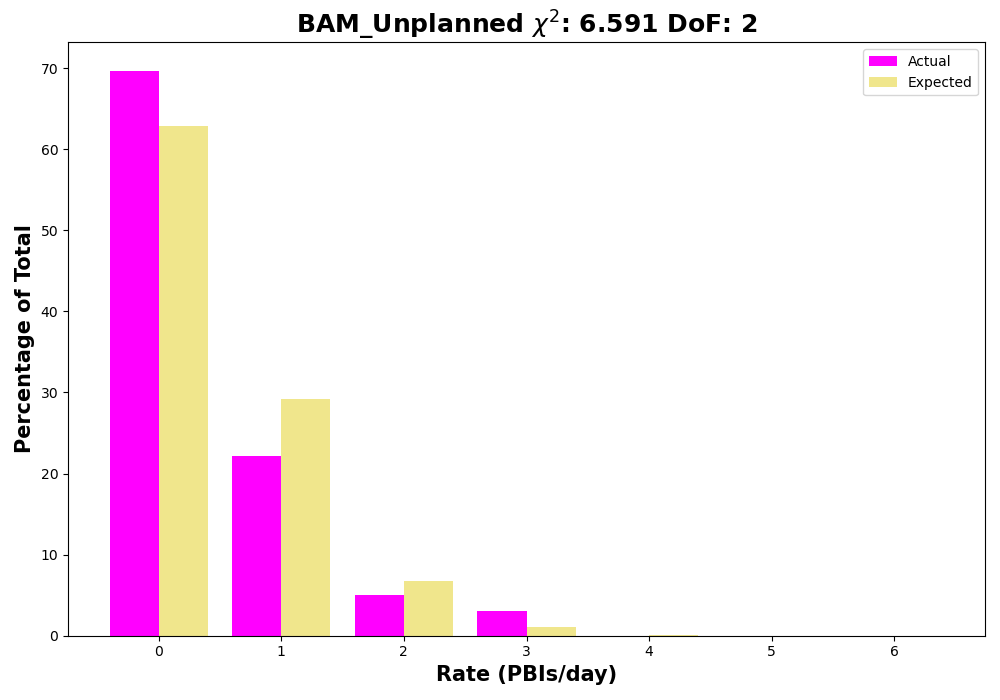 BAM_Unplanned χ²: 6.591 DoF: 2
Actual
Expected
Percentage of Total
70
60
50
40
30
20
10
0
0 1 2 3 4 5 6
Rate (PBIs/day)